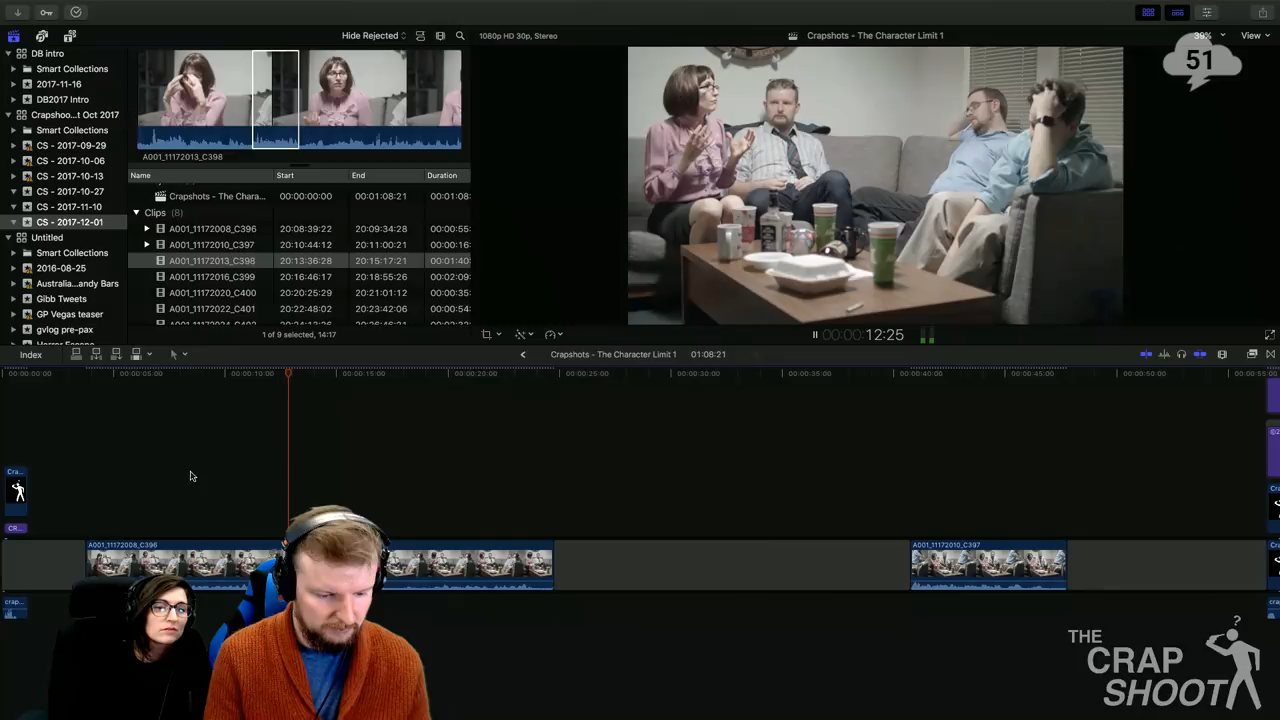 Hide Rejected
1080p HD 30p, Stereo
Crapshots - The Character Limit 1
39%
View
51
DB intro
Smart Collections
2017-11-16
DB2017 Intro
Crapshoo...t Oct 2017
Smart Collections
CS - 2017-09-29
CS - 2017-10-06
CS - 2017-10-13
CS - 2017-10-27
CS - 2017-11-10
CS - 2017-12-01
Untitled
Smart Collections
2016-08-25
Australia...andy Bars
Gibb Tweets
GP Vegas teaser
gvlog pre-pax
A001_11172013_C398
Name Start End Duration
Crapshots - The Chara... 00:00:00:00 00:01:08:21 00:01:08:
Clips (8)
A001_11172008_C396 20:08:39:22 20:09:34:28 00:00:55:
A001_11172010_C397 20:10:44:12 20:11:00:21 00:00:16:
A001_11172013_C398 20:13:36:28 20:15:17:21 00:01:40:
A001_11172016_C399 20:16:46:17 20:18:55:26 00:02:09:
A001_11172020_C400 20:20:25:29 20:21:01:12 00:00:35:
A001_11172022_C401 20:22:48:02 20:23:42:06 00:00:54:
1 of 9 selected, 14:17
00:00:12:25
Index
Crapshots - The Character Limit 1 01:08:21
00:00:00:00 00:00:05:00 00:00:10:00 00:00:15:00 00:00:20:00 00:00:25:00 00:00:30:00 00:00:35:00 00:00:40:00 00:00:45:00 00:00:50:00 00:00:55:00
Cra...
CR...
A001_11172008_C396
A001_11172010_C397
crap...
THE
CRAP
SHOOT
?